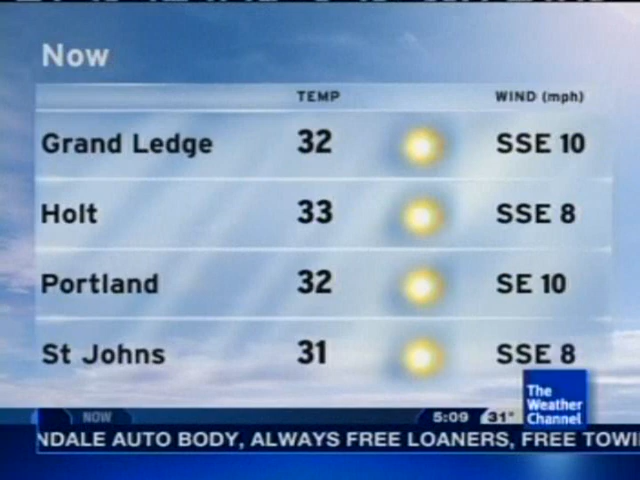 Now
TEMP WIND (mph)
Grand Ledge 32 SSE 10
Holt 33 SSE 8
Portland 32 SE 10
St Johns 31 SSE 8
The
Weather
Channel
NOW 5:09 31°
NDALE AUTO BODY, ALWAYS FREE LOANERS, FREE TOWI